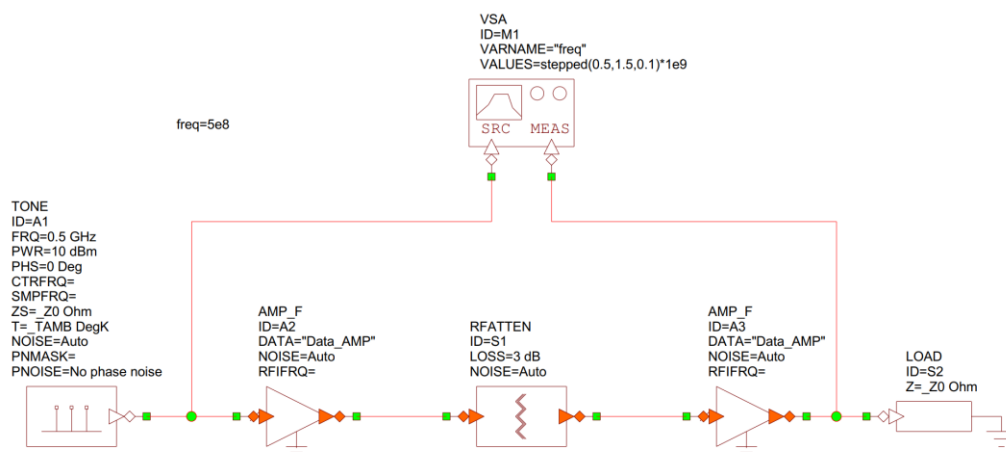 VSA
ID=M1
VARNAME="freq"
VALUES=stepped(0.5,1.5,0.1)*1e9
SRC MEAS
freq=5e8
TONE
ID=A1
FRQ=0.5 GHz
PWR=10 dBm
PHS=0 Deg
CTRFRQ=
SMPFRQ=
ZS=_Z0 Ohm
T=_TAMB DegK
NOISE=Auto
PNMASK=
PNOISE=No phase noise
AMP_F
ID=A2
DATA="Data_AMP"
NOISE=Auto
RFIFRQ=
RFATTEN
ID=S1
LOSS=3 dB
NOISE=Auto
AMP_F
ID=A3
DATA="Data_AMP"
NOISE=Auto
RFIFRQ=
LOAD
ID=S2
Z=_Z0 Ohm